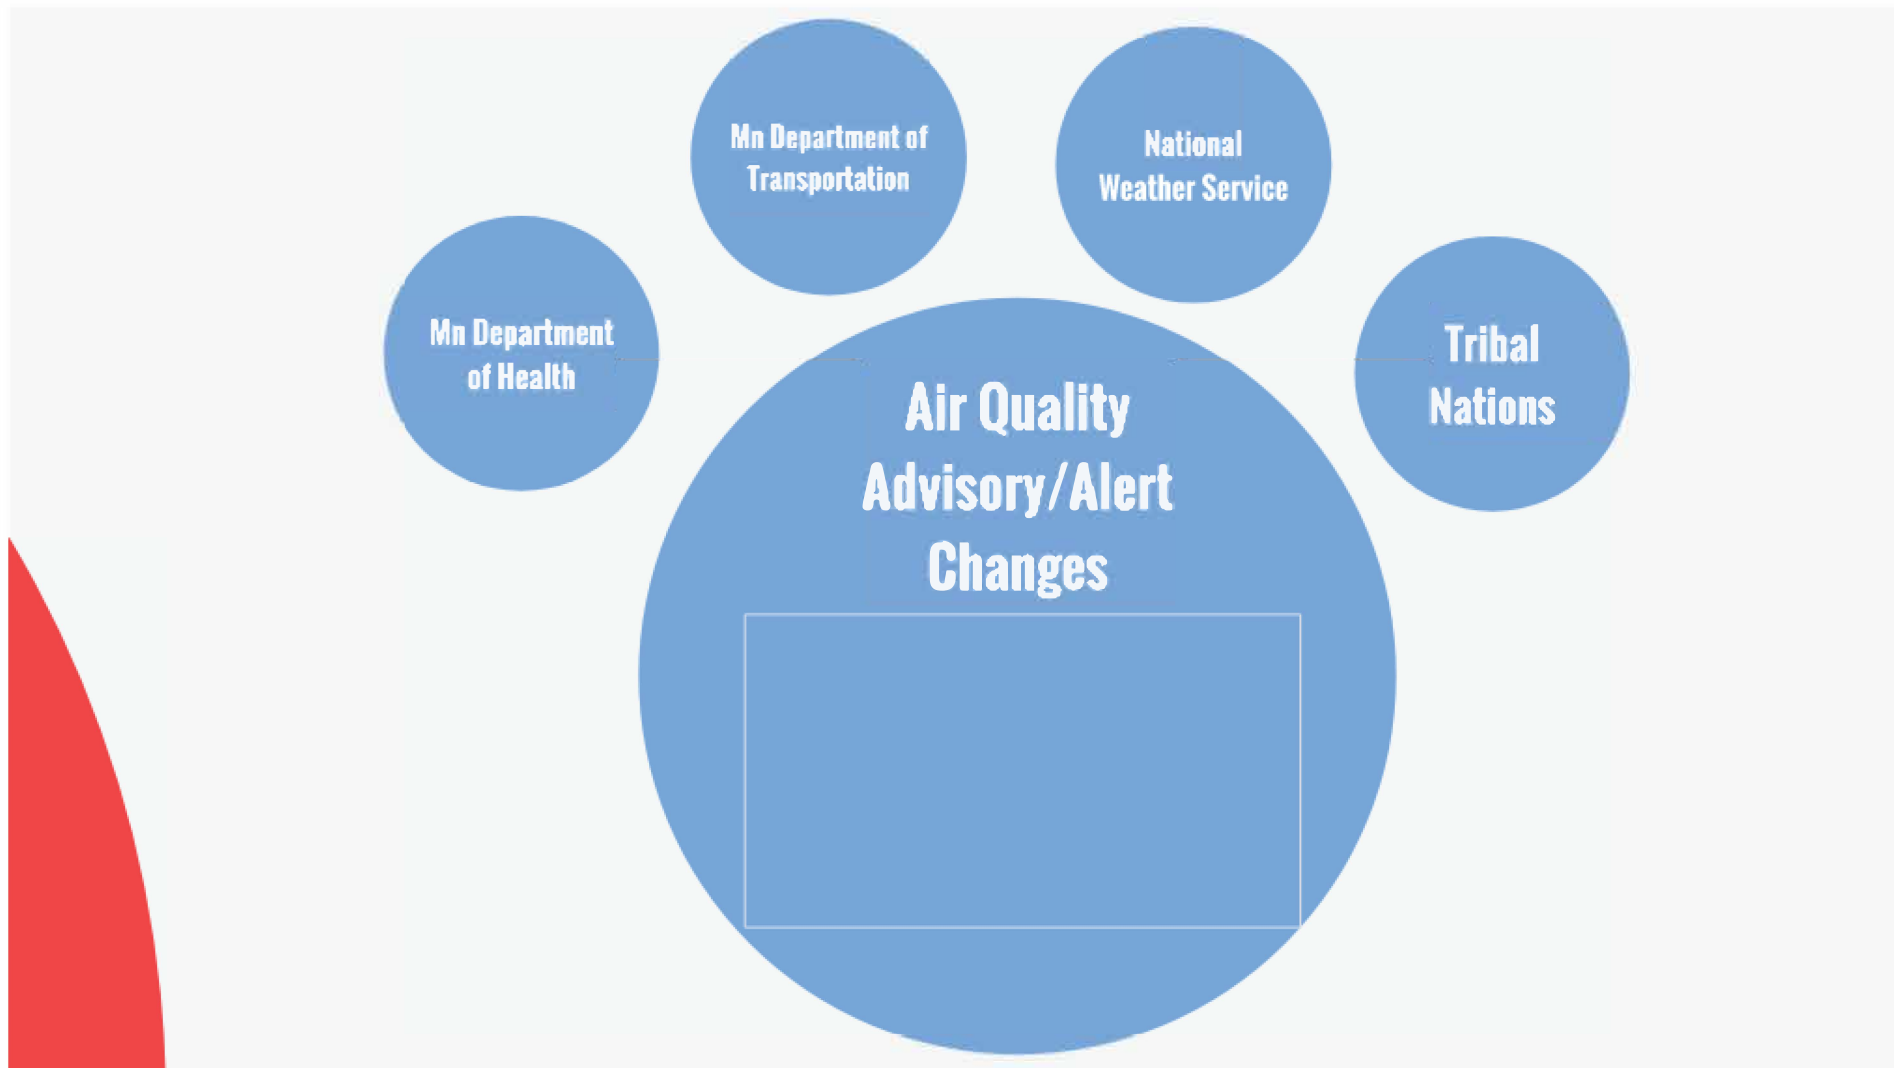 Mn Department of
Transportation
National
Weather Service
Mn Department
of Health
Tribal
Nations
Air Quality
Advisory/Alert
Changes